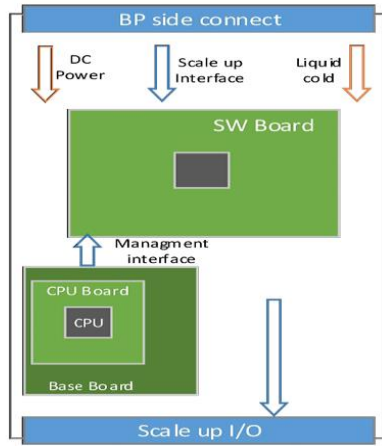 BP side connect
DC
Power
Scale up
Interface
Liquid
cold
SW Board
Managment
interface
CPU Board
CPU
Base Board
Scale up I/O